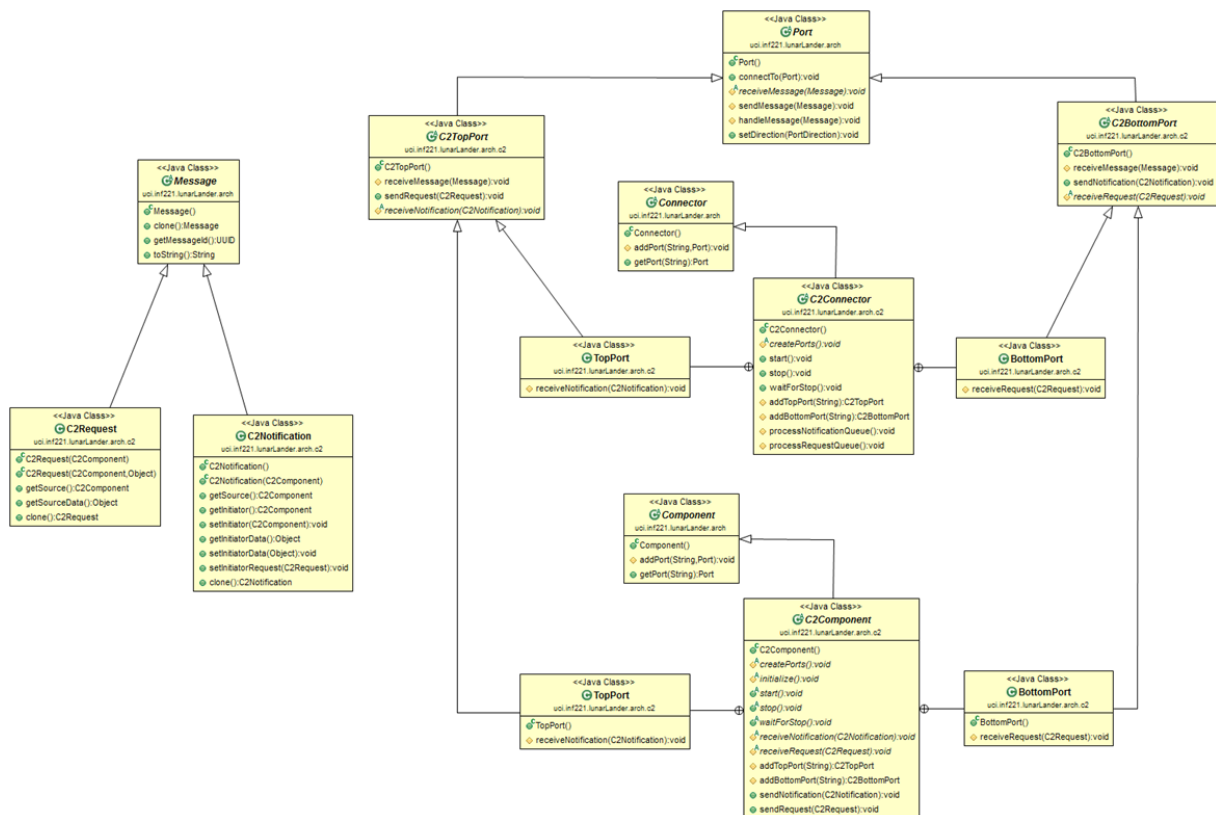 <<Java Class>>
Port
uci.inf221.lunarLander.arch
Port()
connectTo(Port):void
receiveMessage(Message):void
sendMessage(Message):void
handleMessage(Message):void
setDirection(PortDirection):void
<<Java Class>>
C2TopPort
uci.inf221.lunarLander.arch.c2
C2TopPort()
receiveMessage(Message):void
sendRequest(C2Request):void
receiveNotification(C2Notification):void
<<Java Class>>
C2BottomPort
uci.inf221.lunarLander.arch.c2
C2BottomPort()
receiveMessage(Message):void
sendNotification(C2Notification):void
receiveRequest(C2Request):void
<<Java Class>>
Message
uci.inf221.lunarLander.arch
Message()
clone():Message
getMessageId():UUID
toString():String
<<Java Class>>
Connector
uci.inf221.lunarLander.arch
Connector()
addPort(String,Port):void
getPort(String):Port
<<Java Class>>
C2Connector
uci.inf221.lunarLander.arch.c2
C2Connector()
createPorts():void
start():void
stop():void
waitForStop():void
addTopPort(String):C2TopPort
addBottomPort(String):C2BottomPort
processNotificationQueue():void
processRequestQueue():void
<<Java Class>>
TopPort
uci.inf221.lunarLander.arch.c2
receiveNotification(C2Notification):void
<<Java Class>>
BottomPort
uci.inf221.lunarLander.arch.c2
receiveRequest(C2Request):void
<<Java Class>>
C2Request
uci.inf221.lunarLander.arch.c2
C2Request(C2Component)
C2Request(C2Component,Object)
getSource():C2Component
getSourceData():Object
clone():C2Request
<<Java Class>>
C2Notification
uci.inf221.lunarLander.arch.c2
C2Notification()
C2Notification(C2Component)
getSource():C2Component
getInitiator():C2Component
setInitiator(C2Component):void
getInitiatorData():Object
setInitiatorData(Object):void
setInitiatorRequest(C2Request):void
clone():C2Notification
<<Java Class>>
Component
uci.inf221.lunarLander.arch
Component()
addPort(String,Port):void
getPort(String):Port
<<Java Class>>
C2Component
uci.inf221.lunarLander.arch.c2
C2Component()
createPorts():void
initialize():void
start():void
stop():void
waitForStop():void
receiveNotification(C2Notification):void
receiveRequest(C2Request):void
addTopPort(String):C2TopPort
addBottomPort(String):C2BottomPort
sendNotification(C2Notification):void
sendRequest(C2Request):void
<<Java Class>>
TopPort
uci.inf221.lunarLander.arch.c2
TopPort()
receiveNotification(C2Notification):void
<<Java Class>>
BottomPort
uci.inf221.lunarLander.arch.c2
BottomPort()
receiveRequest(C2Request):void